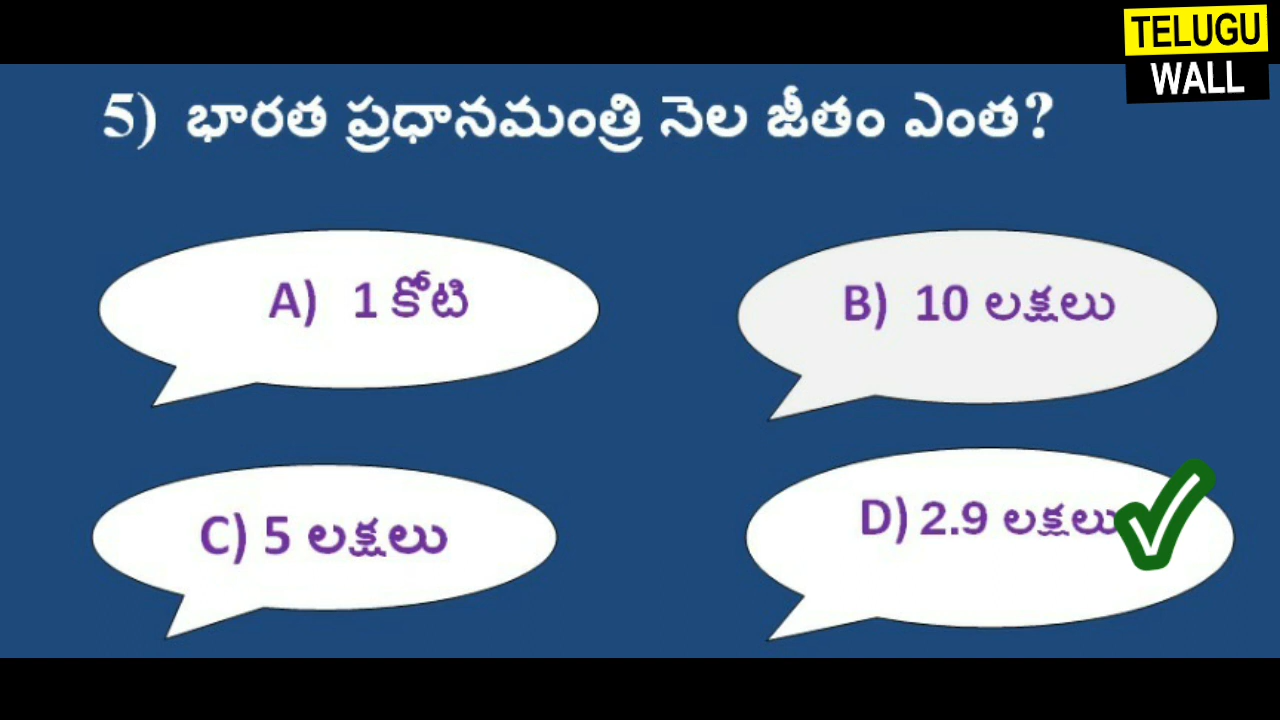 TELUGU
WALL
5) భారత ప్రధానమంత్రి నెల జీతం ఎంత?
A) 1 కోటి
B) 10 లక్షలు
C) 5 లక్షలు
D) 2.9 లక్షలు